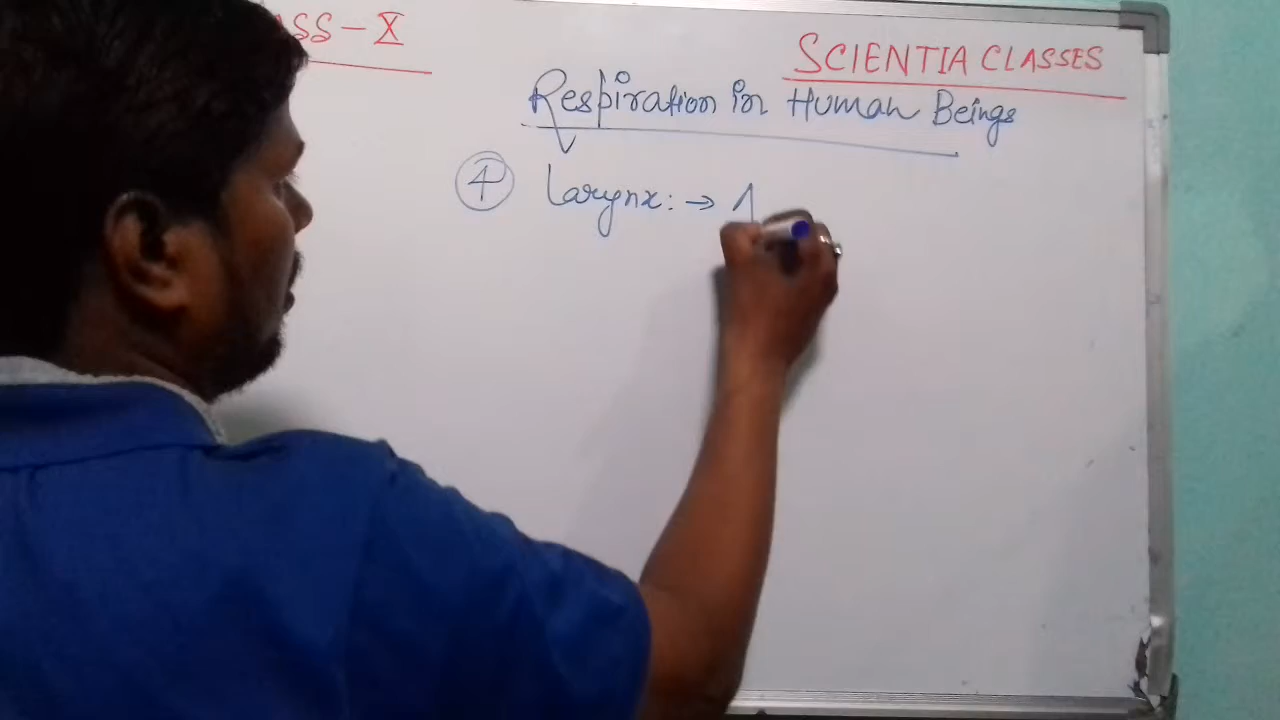 ASS - X
SCIENTIA CLASSES
Respiration in Human Beings
4 Larynx: → A